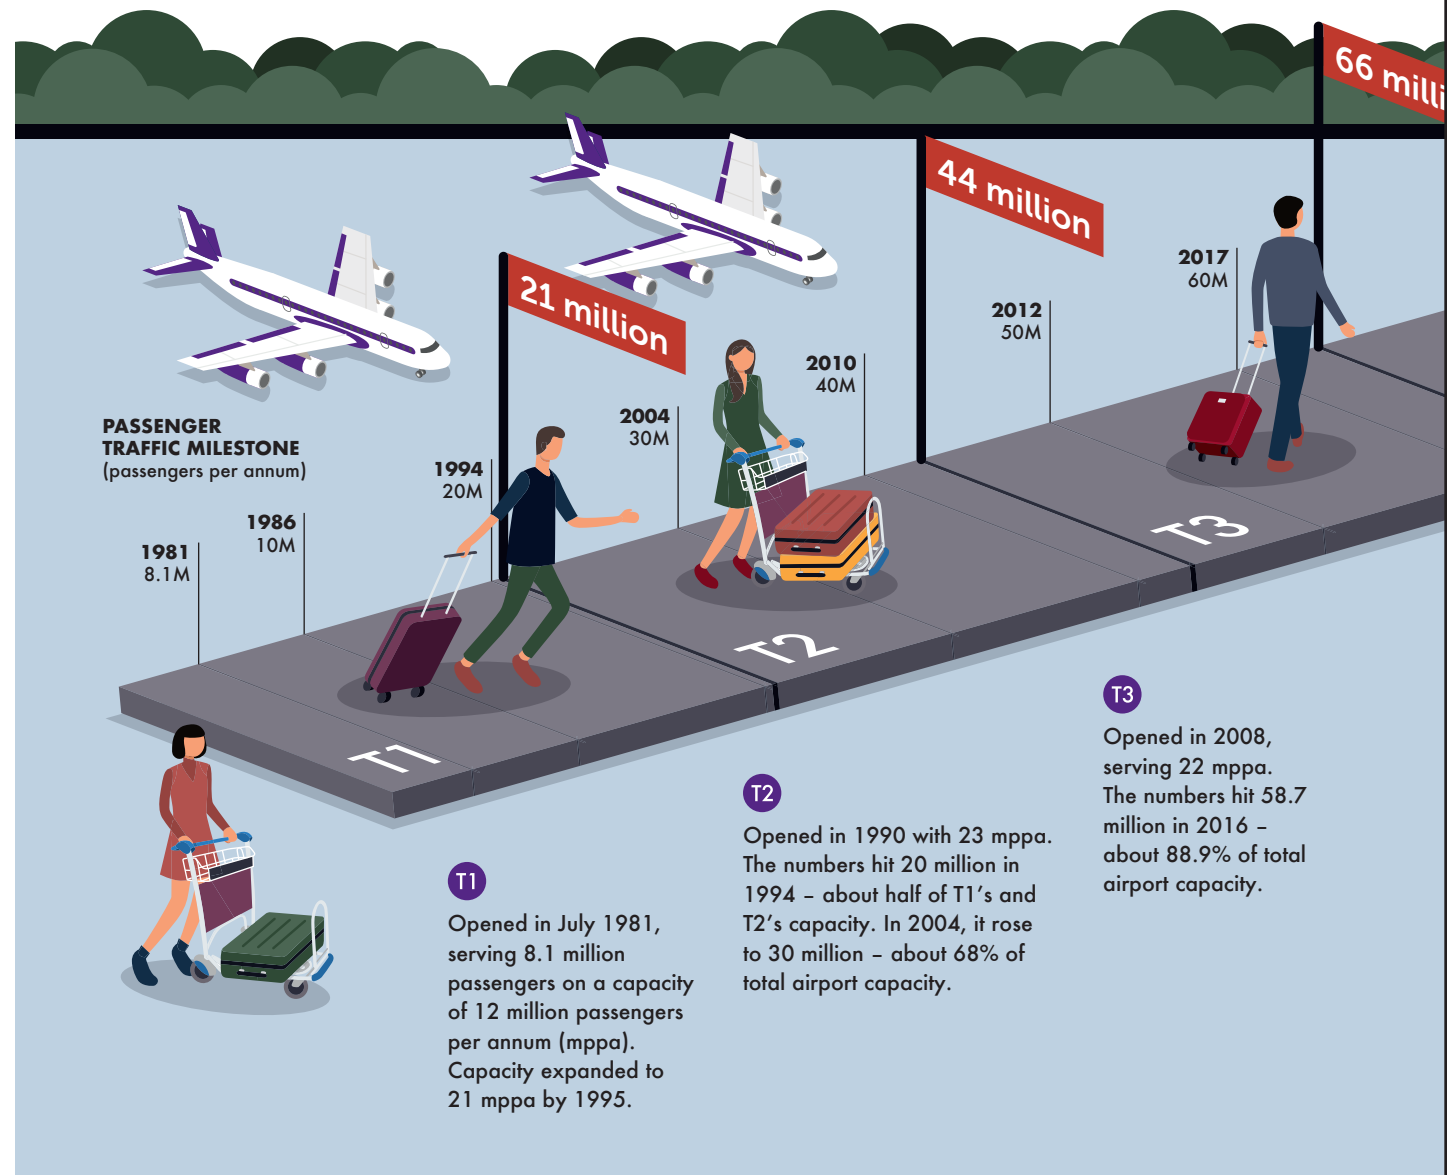 66 milli
44 million
21 million
2017
60M
2012
50M
2010
40M
2004
30M
1994
20M
PASSENGER
TRAFFIC MILESTONE
(passengers per annum)
1986
10M
1981
8.1M
T1
T2
T3
T1
Opened in July 1981,
serving 8.1 million
passengers on a capacity
of 12 million passengers
per annum (mppa).
Capacity expanded to
21 mppa by 1995.
T2
Opened in 1990 with 23 mppa.
The numbers hit 20 million in
1994 – about half of T1's and
T2's capacity. In 2004, it rose
to 30 million – about 68% of
total airport capacity.
T3
Opened in 2008,
serving 22 mppa.
The numbers hit 58.7
million in 2016 –
about 88.9% of total
airport capacity.